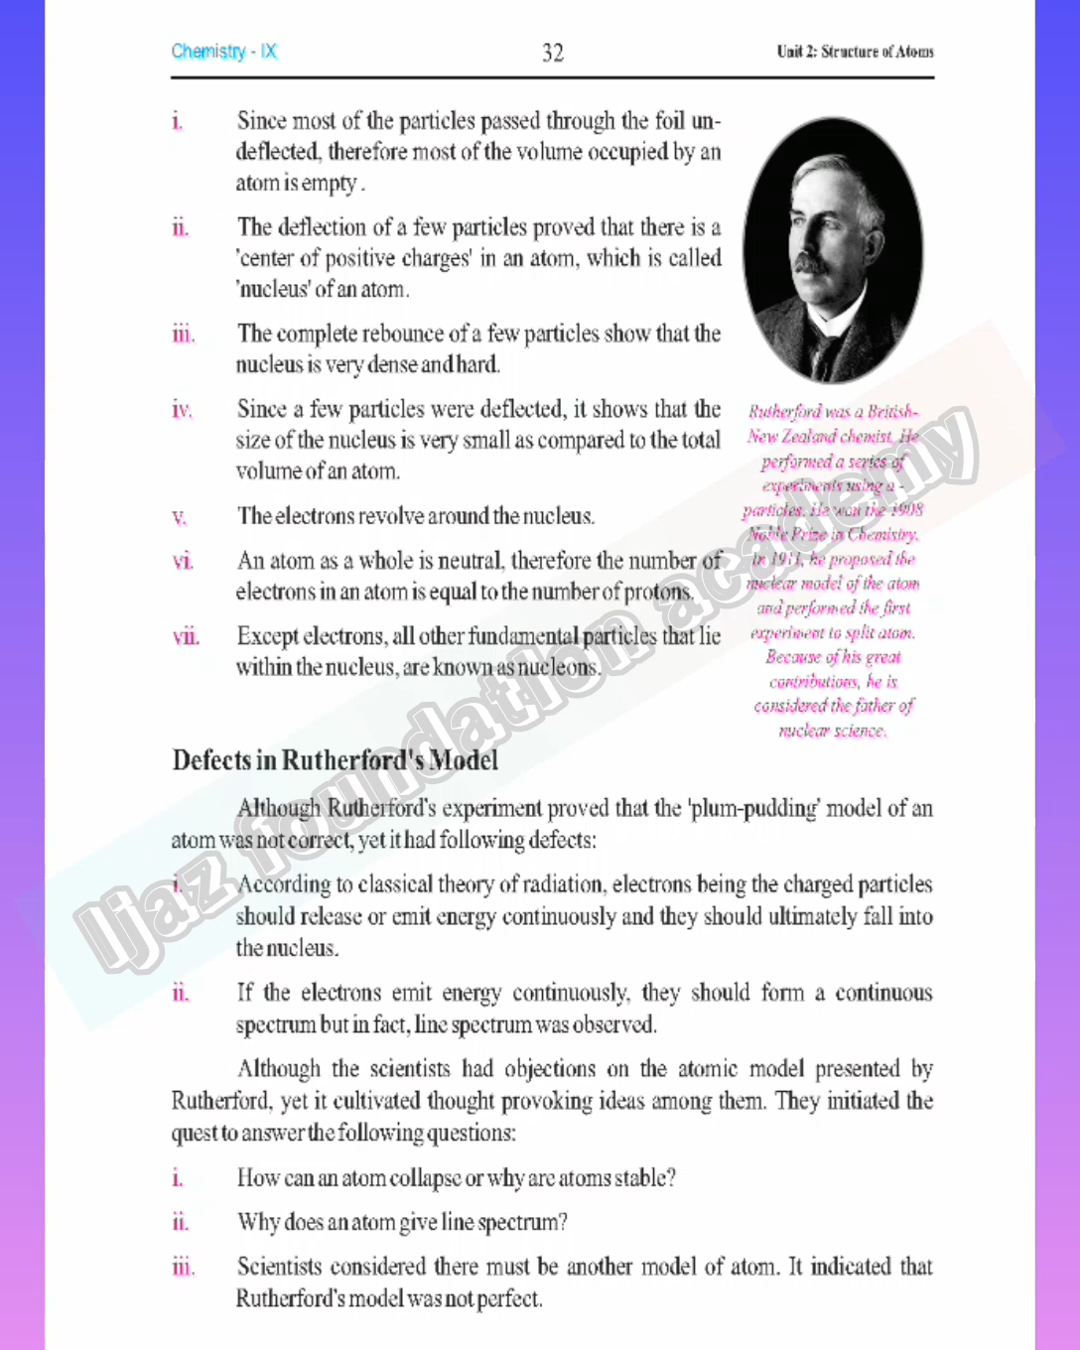 Chemistry - IX
32
Unit 2: Structure of Atoms
i. Since most of the particles passed through the foil un-
deflected, therefore most of the volume occupied by an
atom is empty .
ii. The deflection of a few particles proved that there is a
'center of positive charges' in an atom, which is called
'nucleus' of an atom.
iii. The complete rebounce of a few particles show that the
nucleus is very dense and hard.
iv. Since a few particles were deflected, it shows that the
size of the nucleus is very small as compared to the total
volume of an atom.
v. The electrons revolve around the nucleus.
vi. An atom as a whole is neutral, therefore the number of
electrons in an atom is equal to the number of protons.
vii. Except electrons, all other fundamental particles that lie
within the nucleus, are known as nucleons.
Rutherford was a British-
New Zealand chemist. He
performed a series of
experiments using α -
particles. He won the 1908
Noble Prize in Chemistry.
In 1911, he proposed the
nuclear model of the atom
and performed the first
experiment to split atom.
Because of his great
contributions, he is
considered the father of
nuclear science.
Defects in Rutherford's Model
Although Rutherford's experiment proved that the 'plum-pudding' model of an
atom was not correct, yet it had following defects:
i. According to classical theory of radiation, electrons being the charged particles
should release or emit energy continuously and they should ultimately fall into
the nucleus.
ii. If the electrons emit energy continuously, they should form a continuous
spectrum but in fact, line spectrum was observed.
Although the scientists had objections on the atomic model presented by
Rutherford, yet it cultivated thought provoking ideas among them. They initiated the
quest to answer the following questions:
i. How can an atom collapse or why are atoms stable?
ii. Why does an atom give line spectrum?
iii. Scientists considered there must be another model of atom. It indicated that
Rutherford's model was not perfect.
Ijaz foundation academy